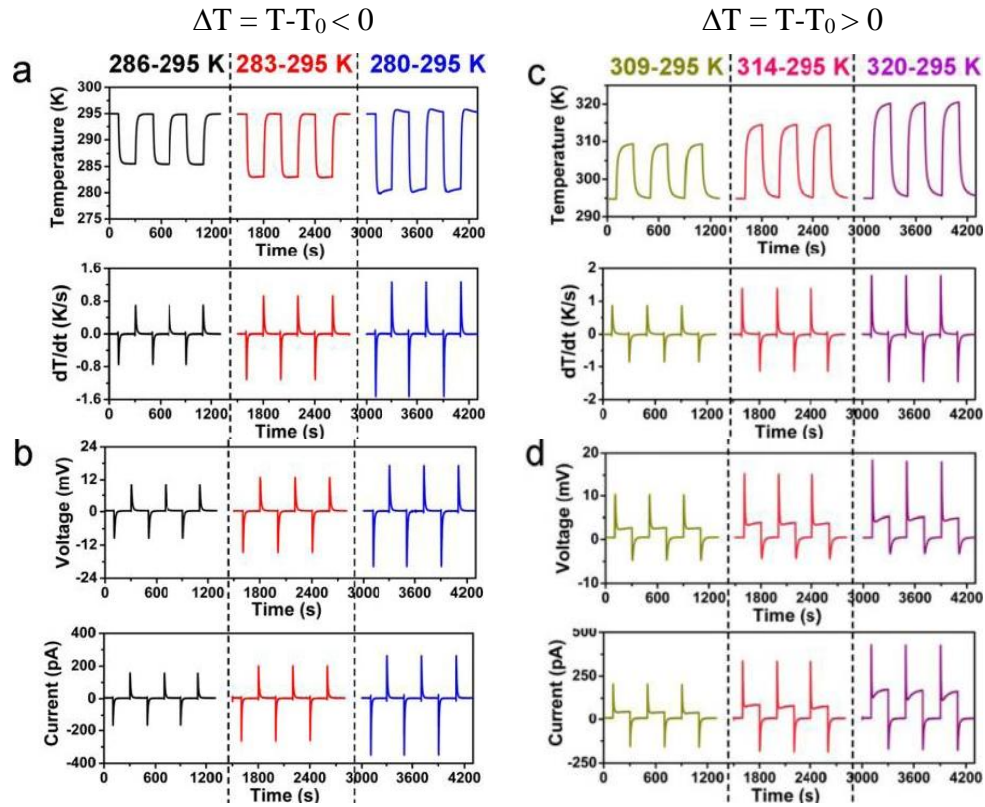 ΔT = T-T₀ < 0
ΔT = T-T₀ > 0
a
286-295 K 283-295 K 280-295 K
Temperature (K)
300
295
290
285
280
275
0 600 1200 1800 2400 3000 3600 4200
Time (s)
dT/dt (K/s)
1.6
0.8
0.0
-0.8
-1.6
0 600 1200 1800 2400 3000 3600 4200
Time (s)
b
Voltage (mV)
24
12
0
-12
-24
0 600 1200 1800 2400 3000 3600 4200
Time (s)
Current (pA)
400
200
0
-200
-400
0 600 1200 1800 2400 3000 3600 4200
Time (s)
c
309-295 K 314-295 K 320-295 K
Temperature (K)
320
310
300
290
0 600 1200 1800 2400 3000 3600 4200
Time (s)
dT/dt (K/s)
2
1
0
-1
-2
0 600 1200 1800 2400 3000 3600 4200
Time (s)
d
Voltage (mV)
20
10
0
-10
0 600 1200 1800 2400 3000 3600 4200
Time (s)
Current (pA)
500
250
0
-250
0 600 1200 1800 2400 3000 3600 4200
Time (s)